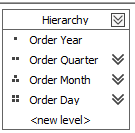 Hierarchy
Order Year
Order Quarter
Order Month
Order Day
<new level>